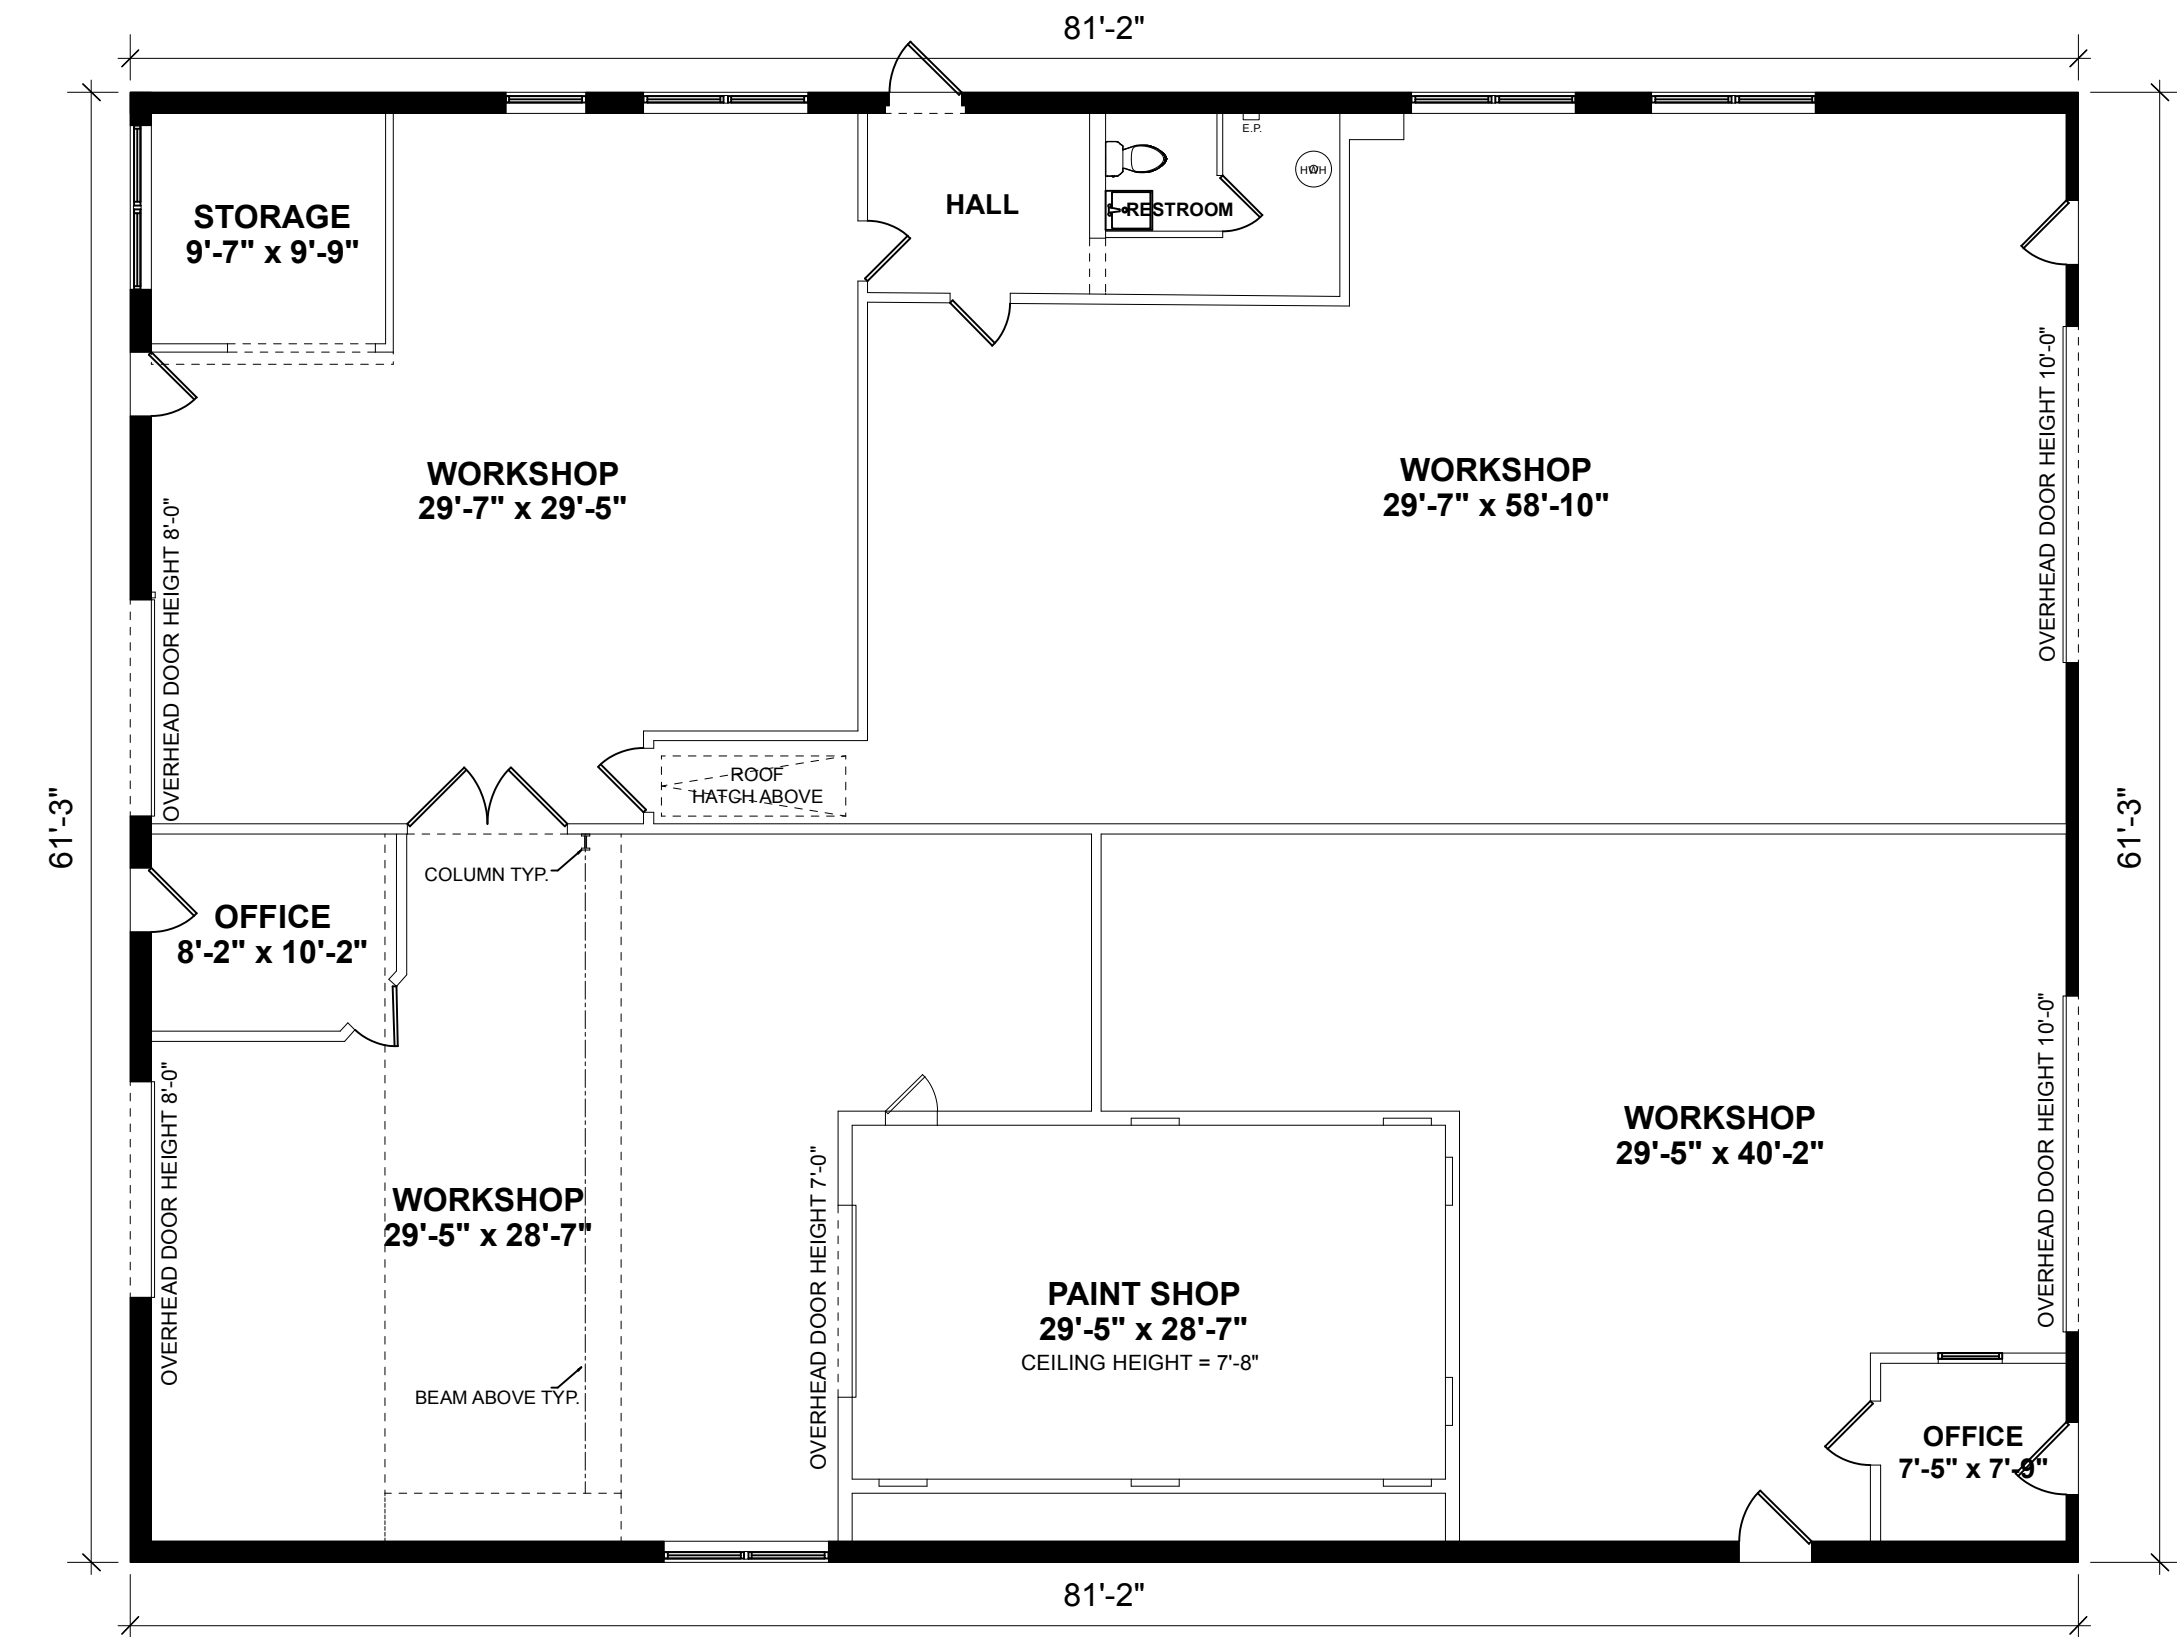 81'-2"
E.P.
HWH
STORAGE
9'-7" x 9'-9"
HALL
RESTROOM
OVERHEAD DOOR HEIGHT 10'-0"
WORKSHOP
29'-7" x 29'-5"
WORKSHOP
29'-7" x 58'-10"
OVERHEAD DOOR HEIGHT 8'-0"
61'-3"
ROOF
HATCH ABOVE
61'-3"
COLUMN TYP.
OFFICE
8'-2" x 10'-2"
OVERHEAD DOOR HEIGHT 8'-0"
OVERHEAD DOOR HEIGHT 10'-0"
WORKSHOP
29'-5" x 40'-2"
WORKSHOP
29'-5" x 28'-7"
OVERHEAD DOOR HEIGHT 7'-0"
PAINT SHOP
29'-5" x 28'-7"
CEILING HEIGHT = 7'-8"
BEAM ABOVE TYP.
OFFICE
7'-5" x 7'-9"
81'-2"